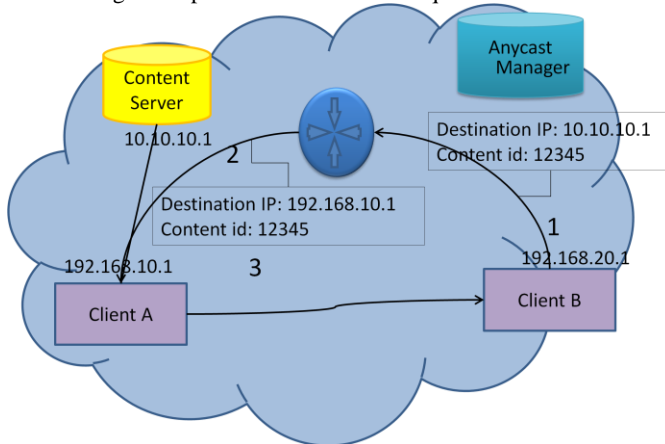 Content
Server
Anycast
Manager
10.10.10.1
Destination IP: 10.10.10.1
Content id: 12345
2
Destination IP: 192.168.10.1
Content id: 12345
1
192.168.10.1
3
192.168.20.1
Client A
Client B